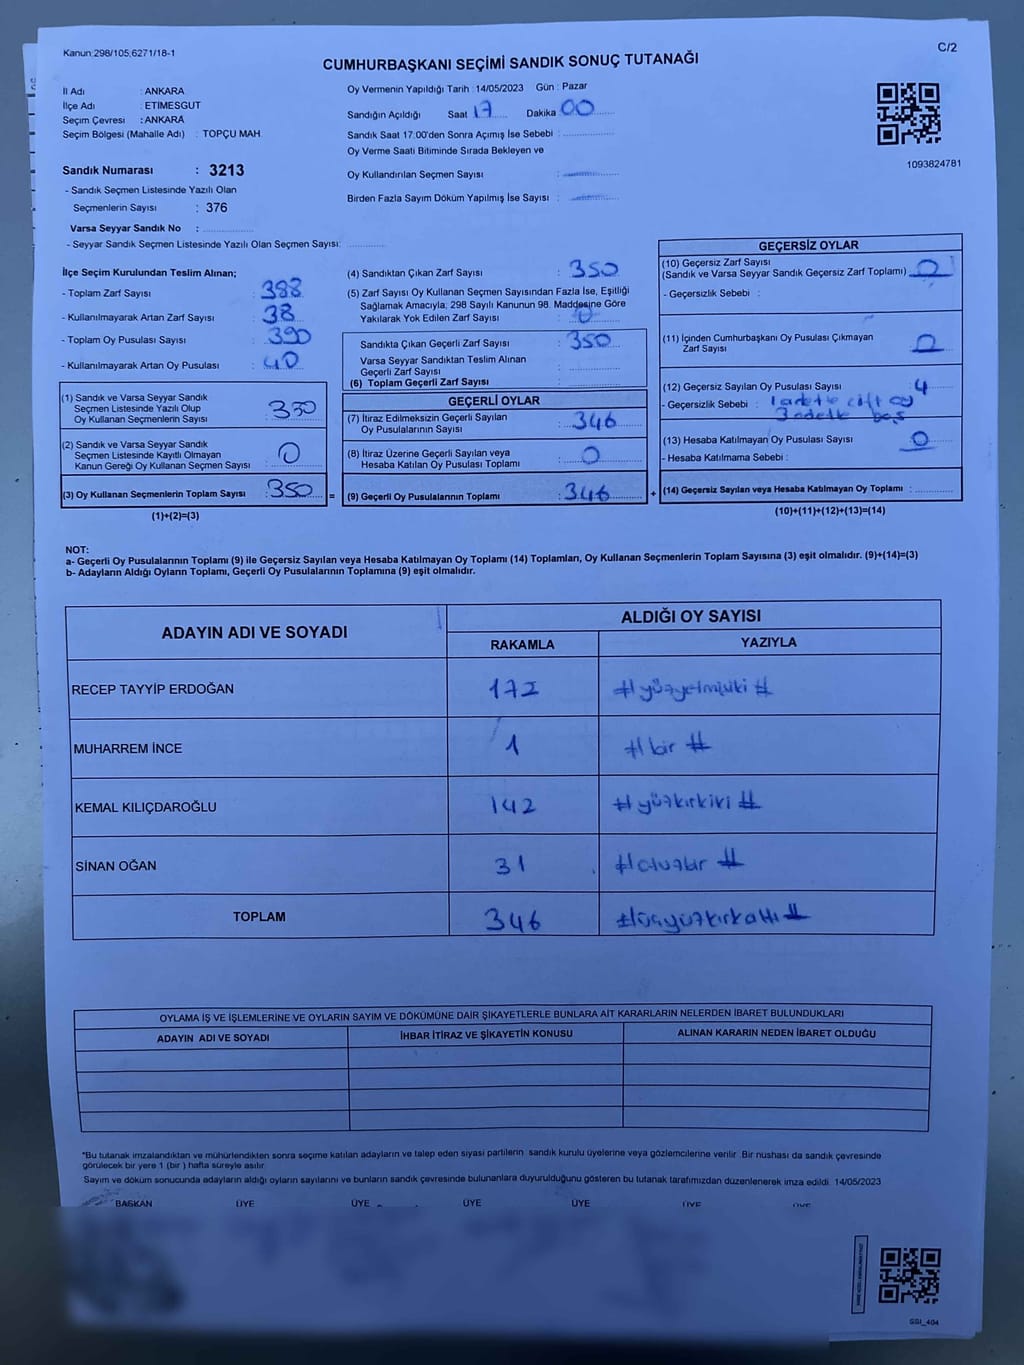 Kanun:298/105;6271/18-1
C/2
CUMHURBAŞKANI SEÇİMİ SANDIK SONUÇ TUTANAĞI
İl Adı : ANKARA
İlçe Adı : ETIMESGUT
Seçim Çevresi : ANKARA
Seçim Bölgesi (Mahalle Adı) : TOPÇU MAH.
Oy Vermenin Yapıldığı Tarih : 14/05/2023 Gün : Pazar
Sandığın Açıldığı Saat 17 Dakika 00
Sandık Saat 17:00'den Sonra Açımış İse Sebebi :
Oy Verme Saati Bitiminde Sırada Bekleyen ve
Oy Kullandırılan Seçmen Sayısı :
Birden Fazla Sayım Döküm Yapılmış İse Sayısı :
1093824781
Sandık Numarası : 3213
- Sandık Seçmen Listesinde Yazılı Olan
Seçmenlerin Sayısı : 376
Varsa Seyyar Sandık No :
- Seyyar Sandık Seçmen Listesinde Yazılı Olan Seçmen Sayısı:
İlçe Seçim Kurulundan Teslim Alınan;
- Toplam Zarf Sayısı : 388
- Kullanılmayarak Artan Zarf Sayısı : 38
- Toplam Oy Pusulası Sayısı : 390
- Kullanılmayarak Artan Oy Pusulası : 40
(1) Sandık ve Varsa Seyyar Sandık
Seçmen Listesinde Yazılı Olup
Oy Kullanan Seçmenlerin Sayısı : 350
(2) Sandık ve Varsa Seyyar Sandık
Seçmen Listesinde Kayıtlı Olmayan
Kanun Gereği Oy Kullanan Seçmen Sayısı : 0
(3) Oy Kullanan Seçmenlerin Toplam Sayısı : 350 =
(1)+(2)=(3)
(4) Sandıktan Çıkan Zarf Sayısı : 350
(5) Zarf Sayısı Oy Kullanan Seçmen Sayısından Fazla İse, Eşitliği
Sağlamak Amacıyla; 298 Sayılı Kanunun 98. Maddesine Göre
Yakılarak Yok Edilen Zarf Sayısı : 0
Sandıkta Çıkan Geçerli Zarf Sayısı : 350
Varsa Seyyar Sandıktan Teslim Alınan
Geçerli Zarf Sayısı :
(6) Toplam Geçerli Zarf Sayısı :
GEÇERLİ OYLAR
(7) İtiraz Edilmeksizin Geçerli Sayılan
Oy Pusulalarının Sayısı : 346
(8) İtiraz Üzerine Geçerli Sayılan veya
Hesaba Katılan Oy Pusulası Toplamı : 0
(9) Geçerli Oy Pusulalarının Toplamı : 346 +
GEÇERSİZ OYLAR
(10) Geçersiz Zarf Sayısı
(Sandık ve Varsa Seyyar Sandık Geçersiz Zarf Toplamı) : 0
- Geçersizlik Sebebi :
(11) İçinden Cumhurbaşkanı Oy Pusulası Çıkmayan
Zarf Sayısı : 0
(12) Geçersiz Sayılan Oy Pusulası Sayısı : 4
- Geçersizlik Sebebi : 1 adette çift oy
3 adette boş
(13) Hesaba Katılmayan Oy Pusulası Sayısı : 0
- Hesaba Katılmama Sebebi :
(14) Geçersiz Sayılan veya Hesaba Katılmayan Oy Toplamı :
(10)+(11)+(12)+(13)=(14)
NOT:
a- Geçerli Oy Pusulalarının Toplamı (9) ile Geçersiz Sayılan veya Hesaba Katılmayan Oy Toplamı (14) Toplamları, Oy Kullanan Seçmenlerin Toplam Sayısına (3) eşit olmalıdır. (9)+(14)=(3)
b- Adayların Aldığı Oyların Toplamı, Geçerli Oy Pusulalarının Toplamına (9) eşit olmalıdır.
ADAYIN ADI VE SOYADI
ALDIĞI OY SAYISI
RAKAMLA YAZIYLA
RECEP TAYYİP ERDOĞAN 172 # yüzyetmişiki #
MUHARREM İNCE 1 # bir #
KEMAL KILIÇDAROĞLU 142 # yüzkırkiki #
SİNAN OĞAN 31 # otuzbir #
TOPLAM 346 # üçyüzkırkaltı #
OYLAMA İŞ VE İŞLEMLERİNE VE OYLARIN SAYIM VE DÖKÜMÜNE DAİR ŞİKAYETLERLE BUNLARA AİT KARARLARIN NELERDEN İBARET BULUNDUKLARI
ADAYIN ADI VE SOYADI İHBAR İTİRAZ VE ŞİKAYETİN KONUSU ALINAN KARARIN NEDEN İBARET OLDUĞU
*Bu tutanak imzalandıktan ve mühürlendikten sonra seçime katılan adayların ve talep eden siyasi partilerin sandık kurulu üyelerine veya gözlemcilerine verilir. Bir nushası da sandık çevresinde
görülecek bir yere 1 (bir ) hafta süreyle asılır.
Sayım ve döküm sonucunda adayların aldığı oyların sayılarını ve bunların sandık çevresinde bulunanlara duyurulduğunu gösteren bu tutanak tarafımızdan düzenlenerek imza edildi. 14/05/2023
BAŞKAN ÜYE ÜYE ÜYE ÜYE ÜYE ÜYE
SGI_404